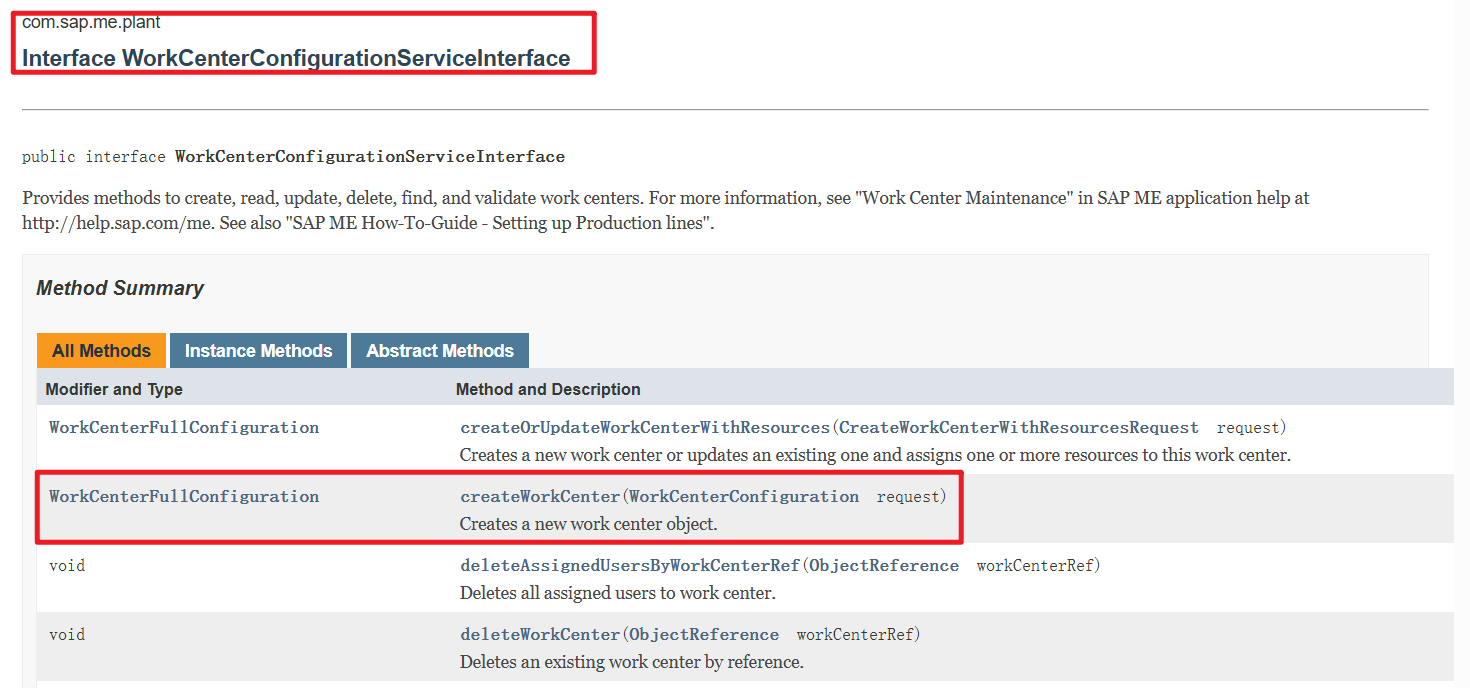 com.sap.me.plant
Interface WorkCenterConfigurationServiceInterface
public interface WorkCenterConfigurationServiceInterface
Provides methods to create, read, update, delete, find, and validate work centers. For more information, see "Work Center Maintenance" in SAP ME application help at
http://help.sap.com/me. See also "SAP ME How-To-Guide - Setting up Production lines".
Method Summary
All Methods Instance Methods Abstract Methods
Modifier and Type Method and Description
WorkCenterFullConfiguration createOrUpdateWorkCenterWithResources(CreateWorkCenterWithResourcesRequest request)
Creates a new work center or updates an existing one and assigns one or more resources to this work center.
WorkCenterFullConfiguration createWorkCenter(WorkCenterConfiguration request)
Creates a new work center object.
void deleteAssignedUsersByWorkCenterRef(ObjectReference workCenterRef)
Deletes all assigned users to work center.
void deleteWorkCenter(ObjectReference workCenterRef)
Deletes an existing work center by reference.